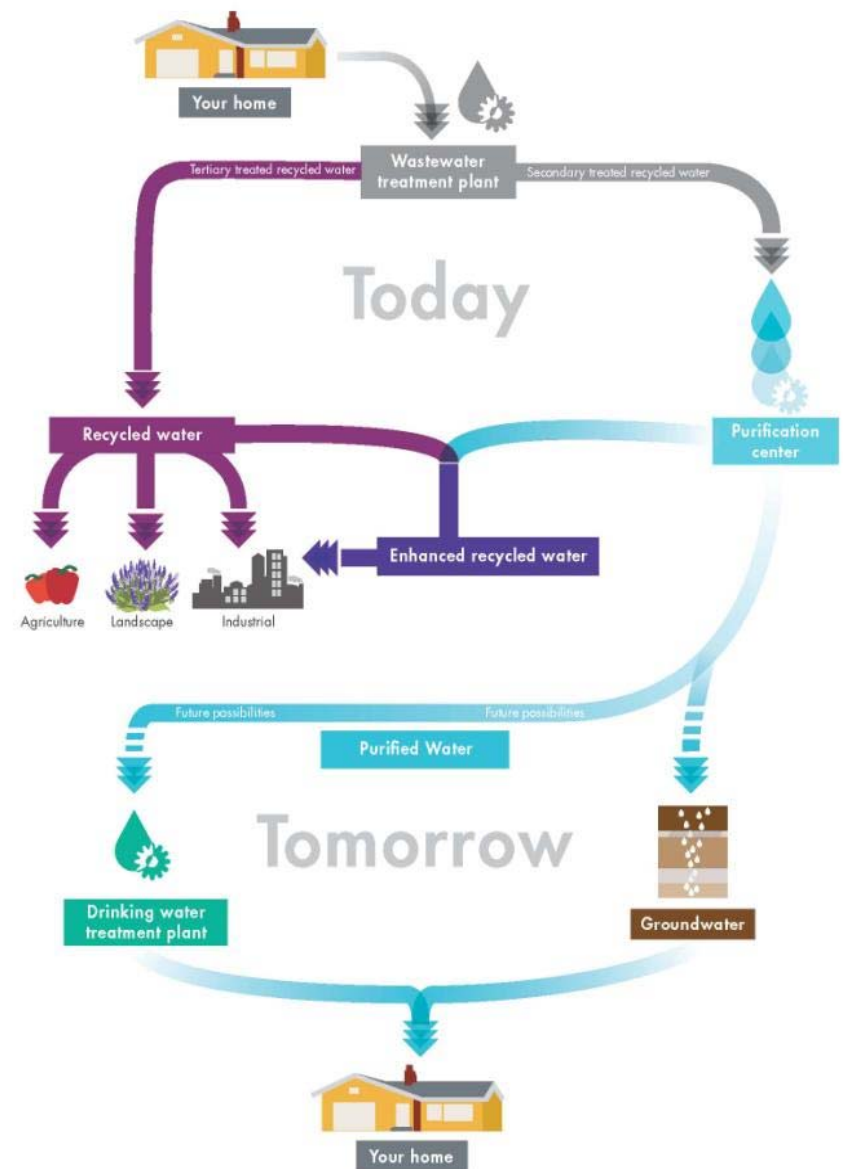 Your home
Wastewater
treatment plant
Tertiary treated recycled water
Secondary treated recycled water
Today
Recycled water
Purification
center
Enhanced recycled water
Agriculture
Landscape
Industrial
Future possibilities
Future possibilities
Purified Water
Tomorrow
Drinking water
treatment plant
Groundwater
Your home